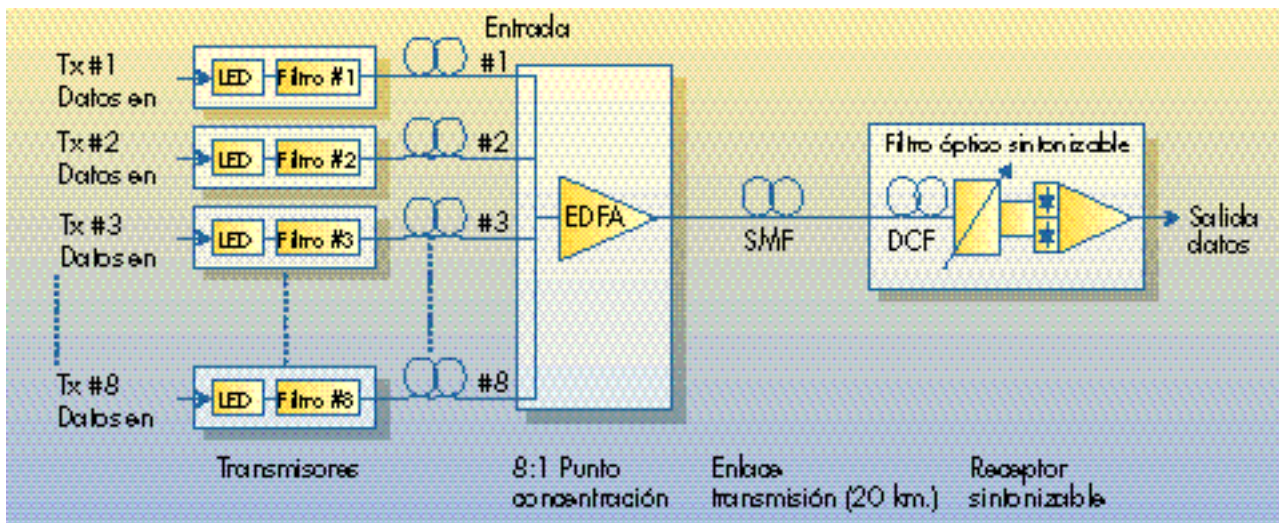 Entrada
Tx #1
Datos en
LED
Filtro #1
#1
Tx #2
Datos en
LED
Filtro #2
#2
Tx #3
Datos en
LED
Filtro #3
#3
Tx #8
Datos en
LED
Filtro #8
#8
EDFA
SMF
Filtro óptico sintonizable
DCF
Salida
datos
Transmisores
8:1 Punto
concentración
Enlace
transmisión (20 km.)
Receptor
sintonizable